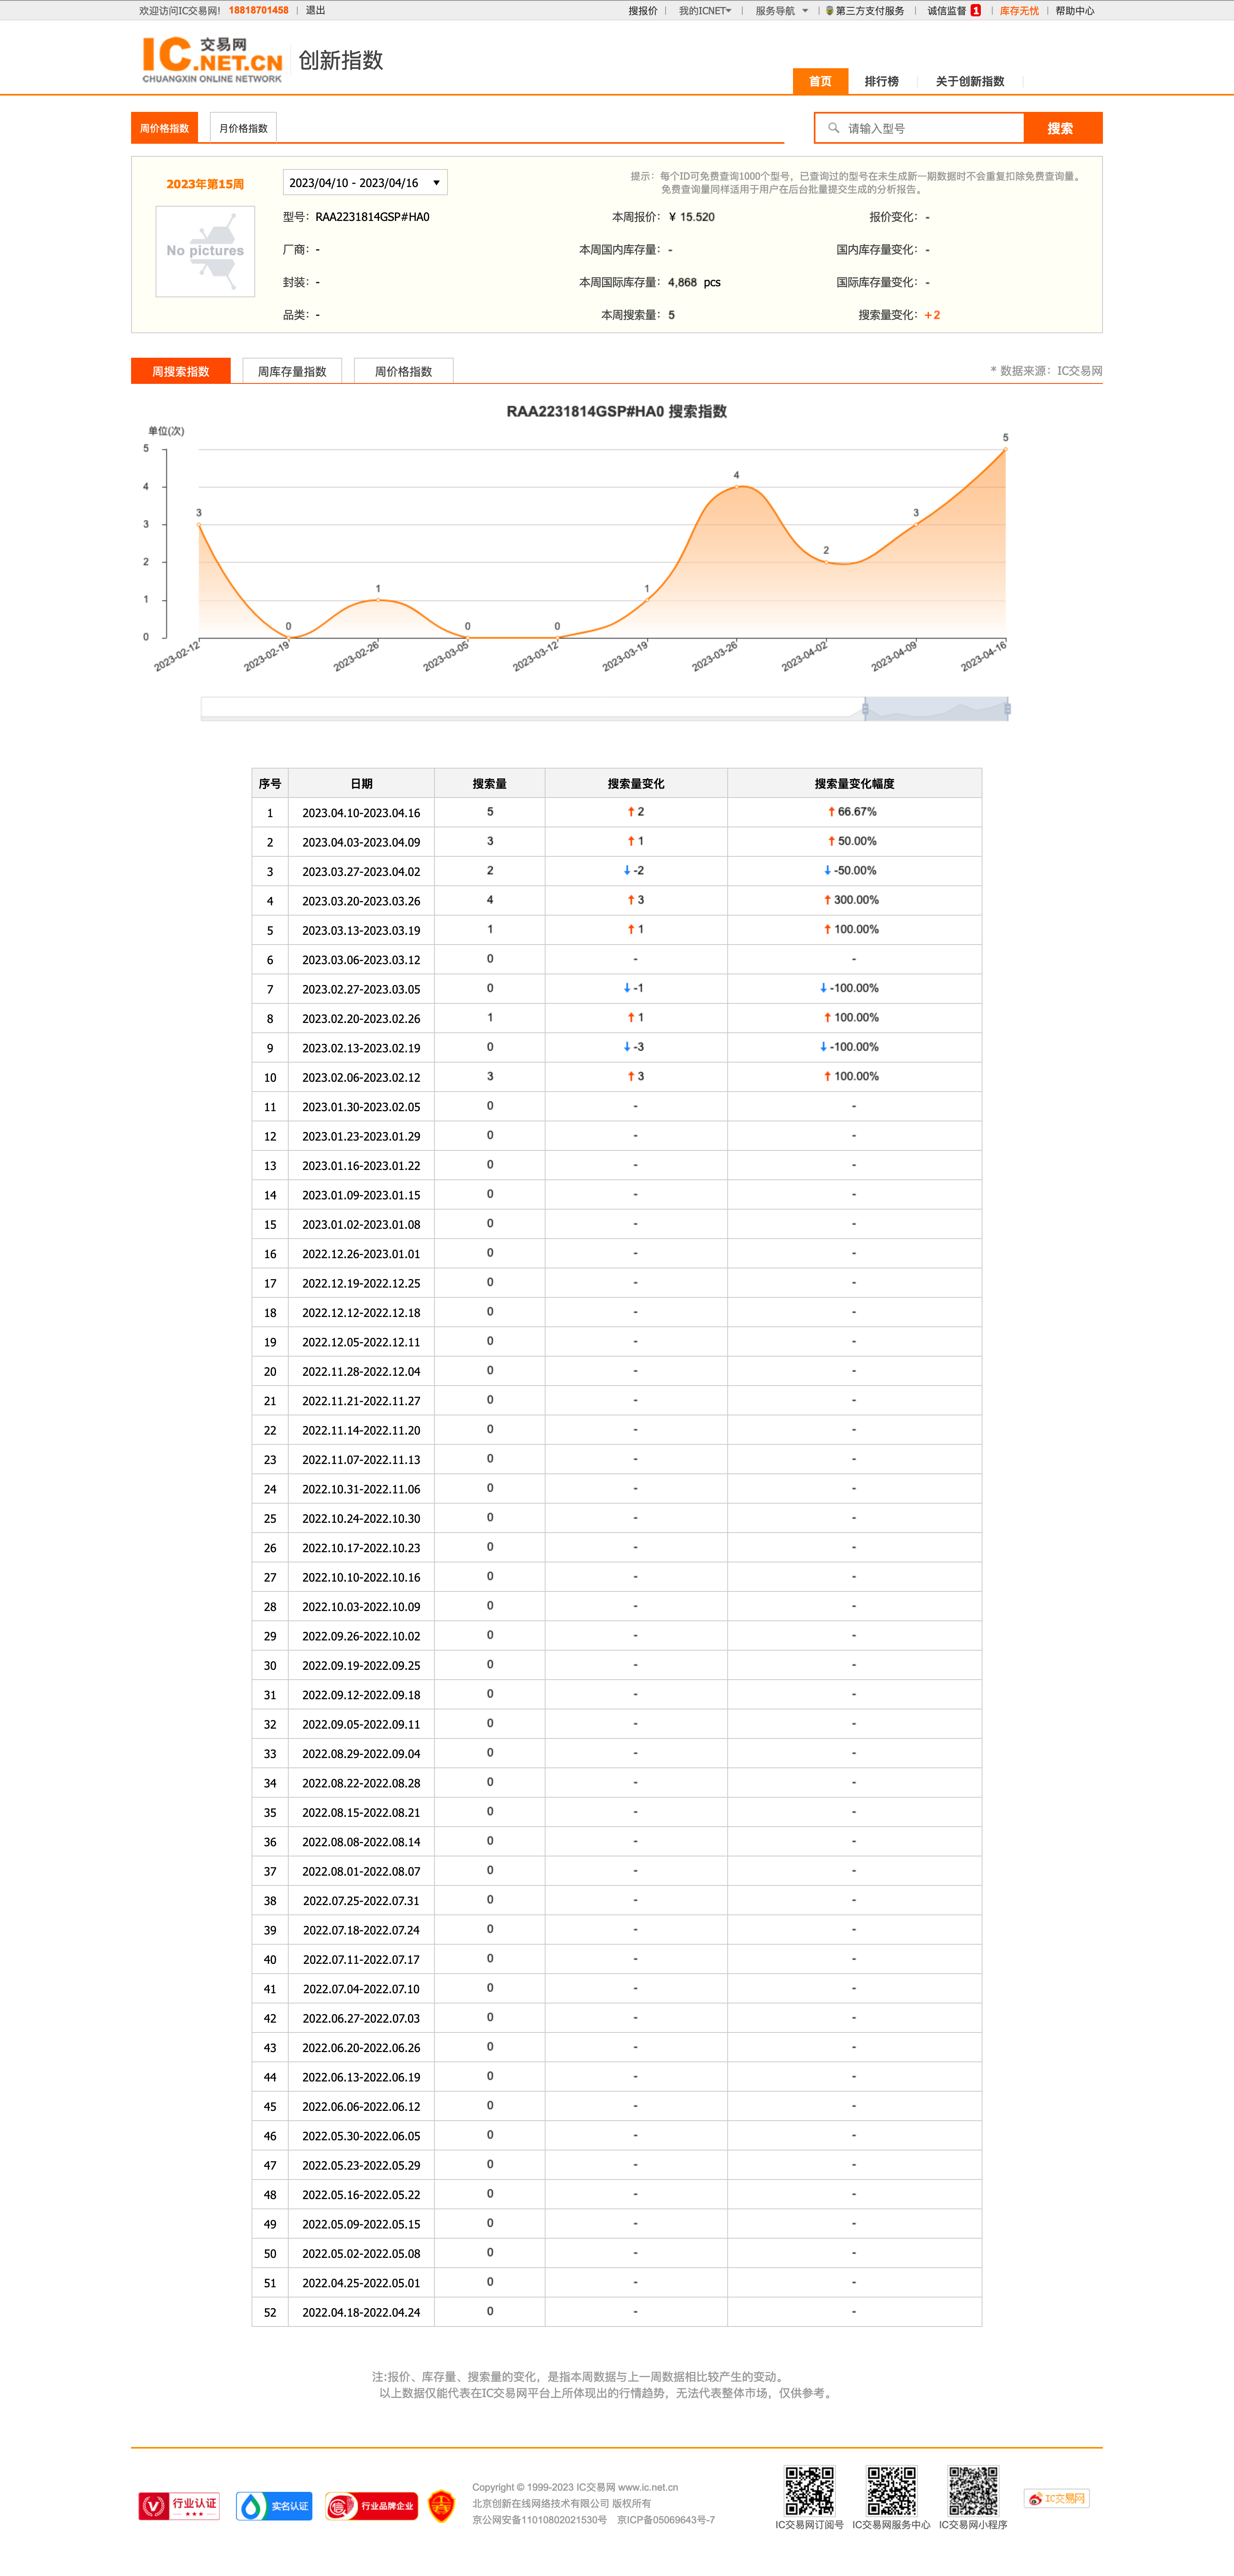 欢迎访问IC交易网! 18818701458 | 退出 搜报价 | 我的ICNET | 服务导航 | 第三方支付服务 | 诚信监督 1 | 库存无忧 | 帮助中心
IC 交易网 .NET.CN 创新指数
CHUANGXIN ONLINE NETWORK
首页 排行榜 关于创新指数
周价格指数 月价格指数 请输入型号 搜索
2023年第15周 2023/04/10 - 2023/04/16 提示：每个ID可免费查询1000个型号，已查询过的型号在未生成新一期数据时不会重复扣除免费查询量。
免费查询量同样适用于用户在后台批量提交生成的分析报告。
No pictures
型号：RAA2231814GSP#HA0 本周报价：¥ 15.520 报价变化：-
厂商：- 本周国内库存量：- 国内库存量变化：-
封装：- 本周国际库存量：4,868 pcs 国际库存量变化：-
品类：- 本周搜索量：5 搜索量变化：+2
周搜索指数 周库存量指数 周价格指数 * 数据来源：IC交易网
RAA2231814GSP#HA0 搜索指数
单位(次)
5
4
3
2
1
0
3 0 1 0 0 1 4 2 3 5
2023-02-12 2023-02-19 2023-02-26 2023-03-05 2023-03-12 2023-03-19 2023-03-26 2023-04-02 2023-04-09 2023-04-16
序号 日期 搜索量 搜索量变化 搜索量变化幅度
1 2023.04.10-2023.04.16 5 ↑ 2 ↑ 66.67%
2 2023.04.03-2023.04.09 3 ↑ 1 ↑ 50.00%
3 2023.03.27-2023.04.02 2 ↓ -2 ↓ -50.00%
4 2023.03.20-2023.03.26 4 ↑ 3 ↑ 300.00%
5 2023.03.13-2023.03.19 1 ↑ 1 ↑ 100.00%
6 2023.03.06-2023.03.12 0 - -
7 2023.02.27-2023.03.05 0 ↓ -1 ↓ -100.00%
8 2023.02.20-2023.02.26 1 ↑ 1 ↑ 100.00%
9 2023.02.13-2023.02.19 0 ↓ -3 ↓ -100.00%
10 2023.02.06-2023.02.12 3 ↑ 3 ↑ 100.00%
11 2023.01.30-2023.02.05 0 - -
12 2023.01.23-2023.01.29 0 - -
13 2023.01.16-2023.01.22 0 - -
14 2023.01.09-2023.01.15 0 - -
15 2023.01.02-2023.01.08 0 - -
16 2022.12.26-2023.01.01 0 - -
17 2022.12.19-2022.12.25 0 - -
18 2022.12.12-2022.12.18 0 - -
19 2022.12.05-2022.12.11 0 - -
20 2022.11.28-2022.12.04 0 - -
21 2022.11.21-2022.11.27 0 - -
22 2022.11.14-2022.11.20 0 - -
23 2022.11.07-2022.11.13 0 - -
24 2022.10.31-2022.11.06 0 - -
25 2022.10.24-2022.10.30 0 - -
26 2022.10.17-2022.10.23 0 - -
27 2022.10.10-2022.10.16 0 - -
28 2022.10.03-2022.10.09 0 - -
29 2022.09.26-2022.10.02 0 - -
30 2022.09.19-2022.09.25 0 - -
31 2022.09.12-2022.09.18 0 - -
32 2022.09.05-2022.09.11 0 - -
33 2022.08.29-2022.09.04 0 - -
34 2022.08.22-2022.08.28 0 - -
35 2022.08.15-2022.08.21 0 - -
36 2022.08.08-2022.08.14 0 - -
37 2022.08.01-2022.08.07 0 - -
38 2022.07.25-2022.07.31 0 - -
39 2022.07.18-2022.07.24 0 - -
40 2022.07.11-2022.07.17 0 - -
41 2022.07.04-2022.07.10 0 - -
42 2022.06.27-2022.07.03 0 - -
43 2022.06.20-2022.06.26 0 - -
44 2022.06.13-2022.06.19 0 - -
45 2022.06.06-2022.06.12 0 - -
46 2022.05.30-2022.06.05 0 - -
47 2022.05.23-2022.05.29 0 - -
48 2022.05.16-2022.05.22 0 - -
49 2022.05.09-2022.05.15 0 - -
50 2022.05.02-2022.05.08 0 - -
51 2022.04.25-2022.05.01 0 - -
52 2022.04.18-2022.04.24 0 - -
注:报价、库存量、搜索量的变化，是指本周数据与上一周数据相比较产生的变动。
以上数据仅能代表在IC交易网平台上所体现出的行情趋势，无法代表整体市场，仅供参考。
行业认证 实名认证 信 行业品牌企业
Copyright © 1999-2023 IC交易网 www.ic.net.cn
北京创新在线网络技术有限公司 版权所有
京公网安备11010802021530号 京ICP备05069643号-7
IC交易网订阅号 IC交易网服务中心 IC交易网小程序 IC交易网